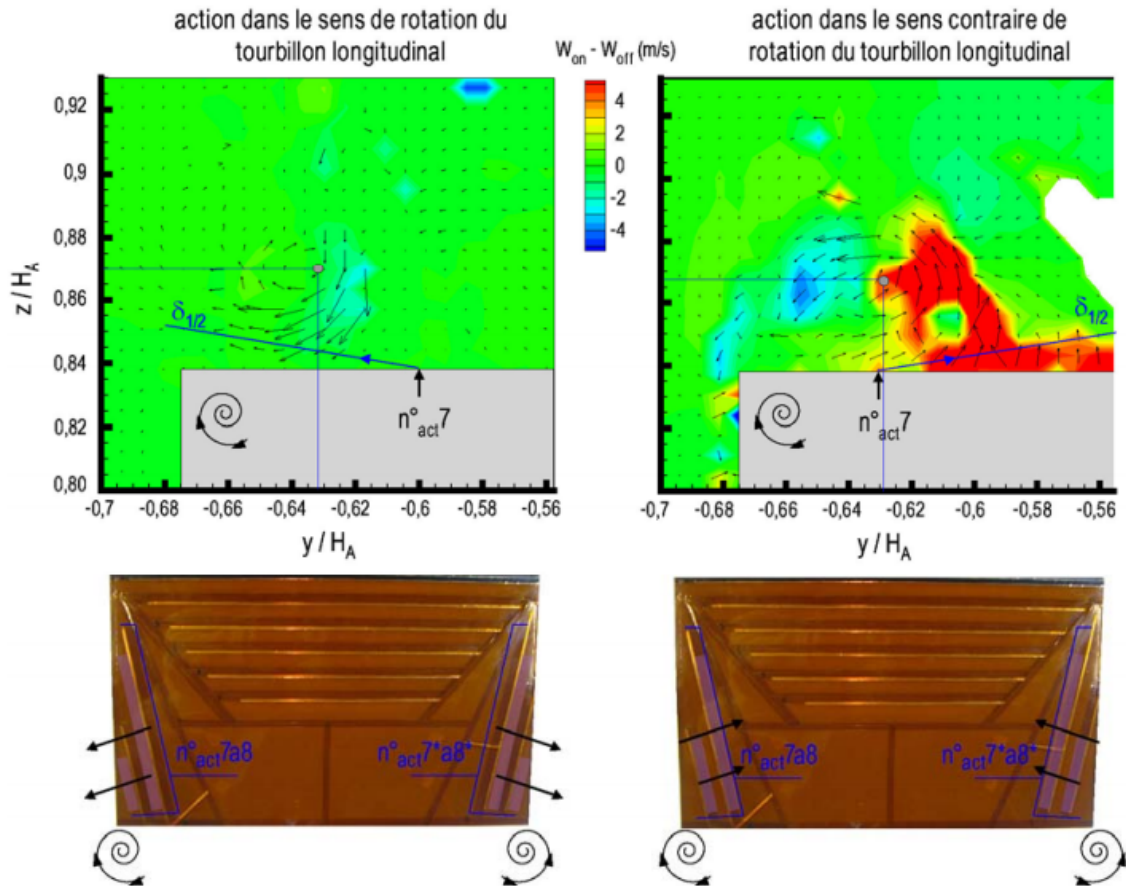 action dans le sens de rotation du
tourbillon longitudinal
W_on - W_off (m/s)
action dans le sens contraire de
rotation du tourbillon longitudinal
4
2
0
-2
-4
z / H_A
0,92
0,9
0,88
0,86
0,84
0,82
0,80
δ_1/2
n°_act7
-0,7
-0,68
-0,66
-0,64
-0,62
-0,6
-0,58
-0,56
y / H_A
δ_1/2
n°_act7
-0,7
-0,68
-0,66
-0,64
-0,62
-0,6
-0,58
-0,56
y / H_A
n°_act7a8
n°_act7*a8*
n°_act7a8
n°_act7*a8*